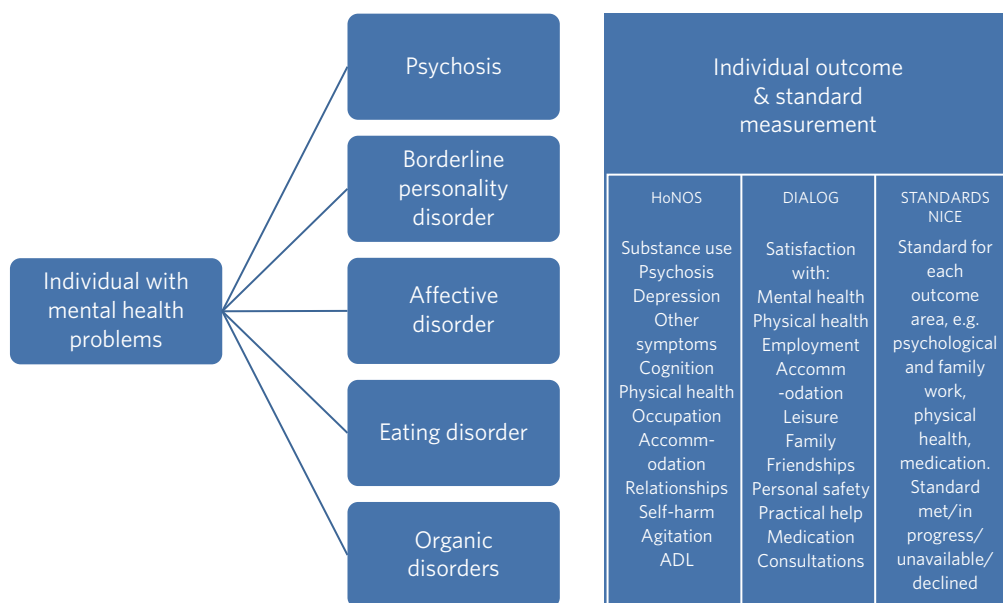 Psychosis
Borderline
personality
disorder
Individual with
mental health
problems
Affective
disorder
Eating disorder
Organic
disorders
Individual outcome
& standard
measurement
HoNOS
Substance use
Psychosis
Depression
Other
symptoms
Cognition
Physical health
Occupation
Accomm-
odation
Relationships
Self-harm
Agitation
ADL
DIALOG
Satisfaction
with:
Mental health
Physical health
Employment
Accomm
-odation
Leisure
Family
Friendships
Personal safety
Practical help
Medication
Consultations
STANDARDS
NICE
Standard for
each
outcome
area, e.g.
psychological
and family
work,
physical
health,
medication.
Standard
met/in
progress/
unavailable/
declined